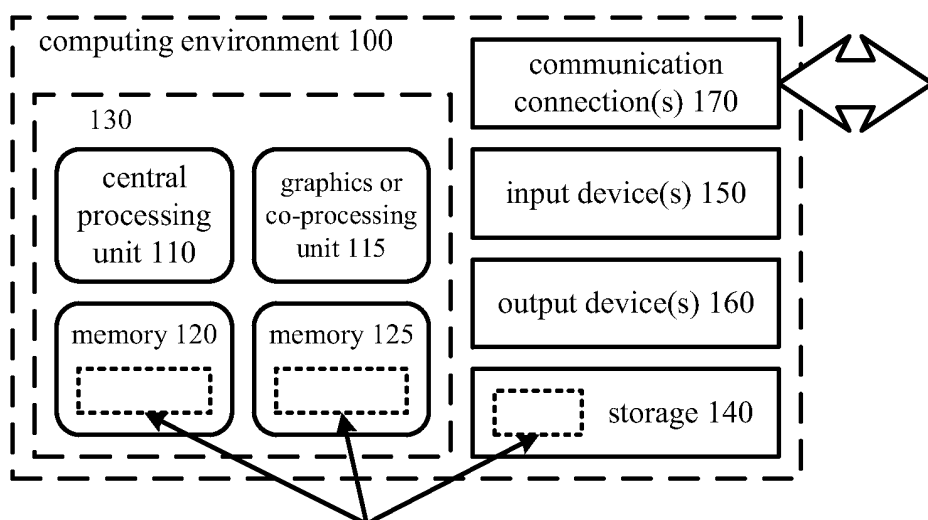 computing environment 100
communication
connection(s) 170
130
central
processing
unit 110
graphics or
co-processing
unit 115
input device(s) 150
output device(s) 160
memory 120
memory 125
storage 140